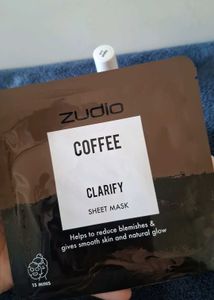 zudio
COFFEE
CLARIFY
SHEET MASK
Helps to reduce blemishes &
gives smooth skin and natural glow
15 MINS